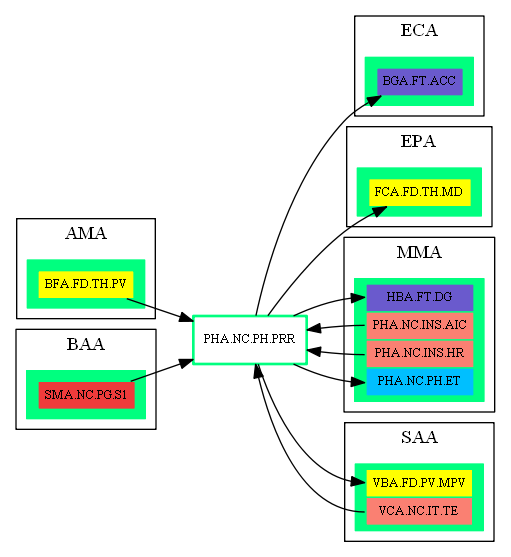 ECA
BGA.FT.ACC
EPA
FCA.FD.TH.MD
AMA
BFA.FD.TH.PV
MMA
HBA.FT.DG
PHA.NC.INS.AIC
PHA.NC.INS.HR
PHA.NC.PH.ET
PHA.NC.PH.PRR
BAA
SMA.NC.PG.S1
SAA
VBA.FD.PV.MPV
VCA.NC.IT.TE